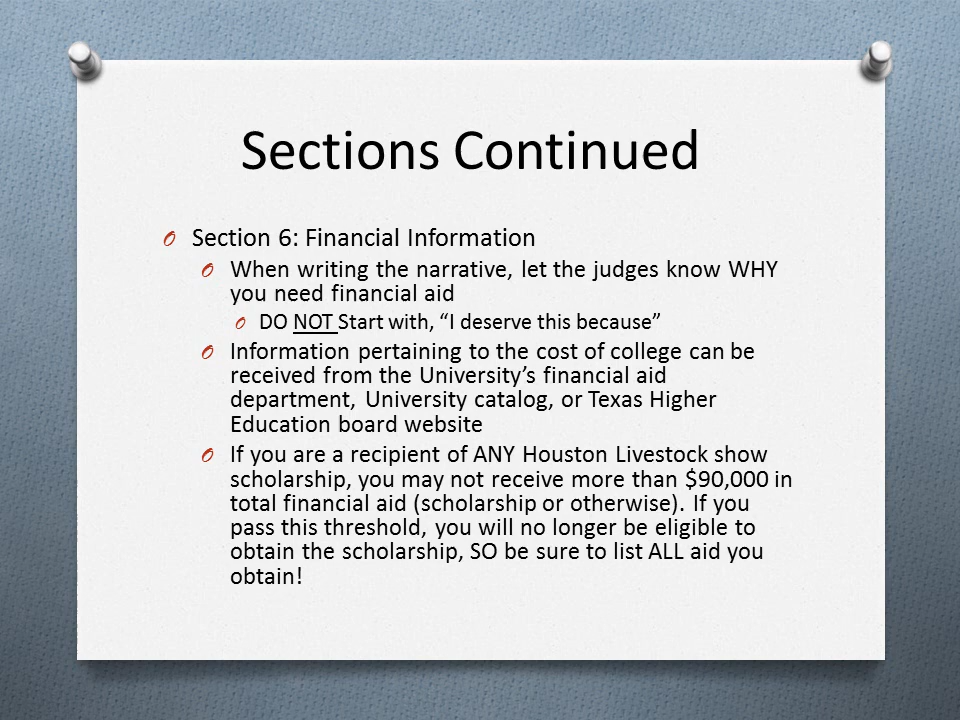 Sections Continued
Section 6: Financial Information
When writing the narrative, let the judges know WHY
you need financial aid
DO NOT Start with, “I deserve this because”
Information pertaining to the cost of college can be
received from the University’s financial aid
department, University catalog, or Texas Higher
Education board website
If you are a recipient of ANY Houston Livestock show
scholarship, you may not receive more than $90,000 in
total financial aid (scholarship or otherwise). If you
pass this threshold, you will no longer be eligible to
obtain the scholarship, SO be sure to list ALL aid you
obtain!